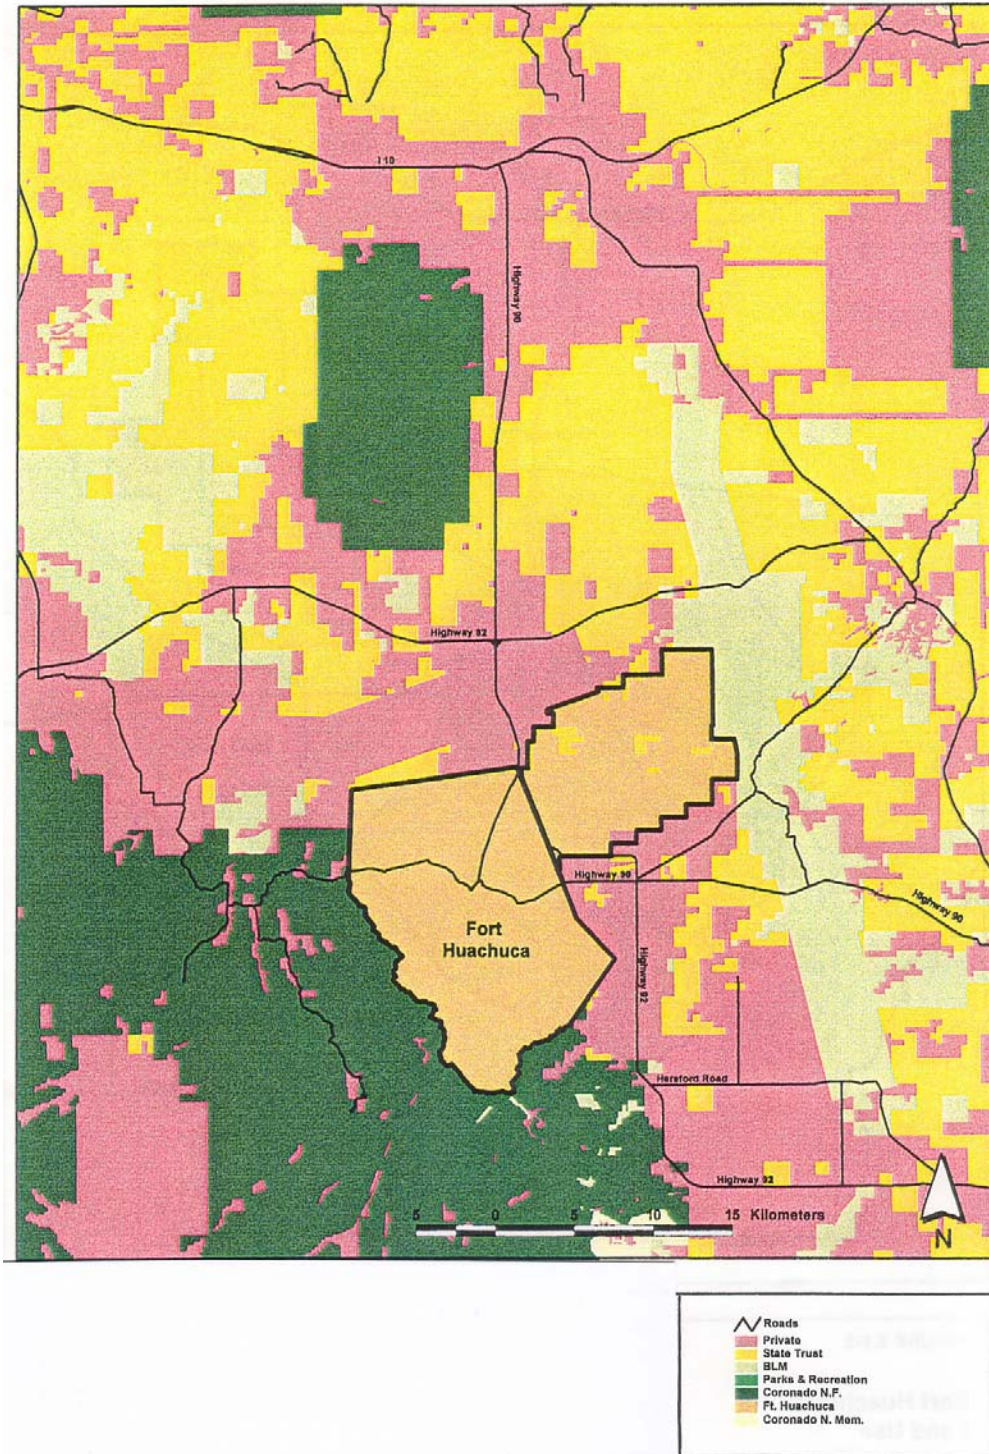 I 10
Highway 90
Highway 82
Highway 90
Fort
Huachuca
Highway 90
Highway 92
Hereford Road
Highway 92
5 0 5 10 15 Kilometers
N
Roads
Private
State Trust
BLM
Parks & Recreation
Coronado N.F.
Ft. Huachuca
Coronado N. Mem.